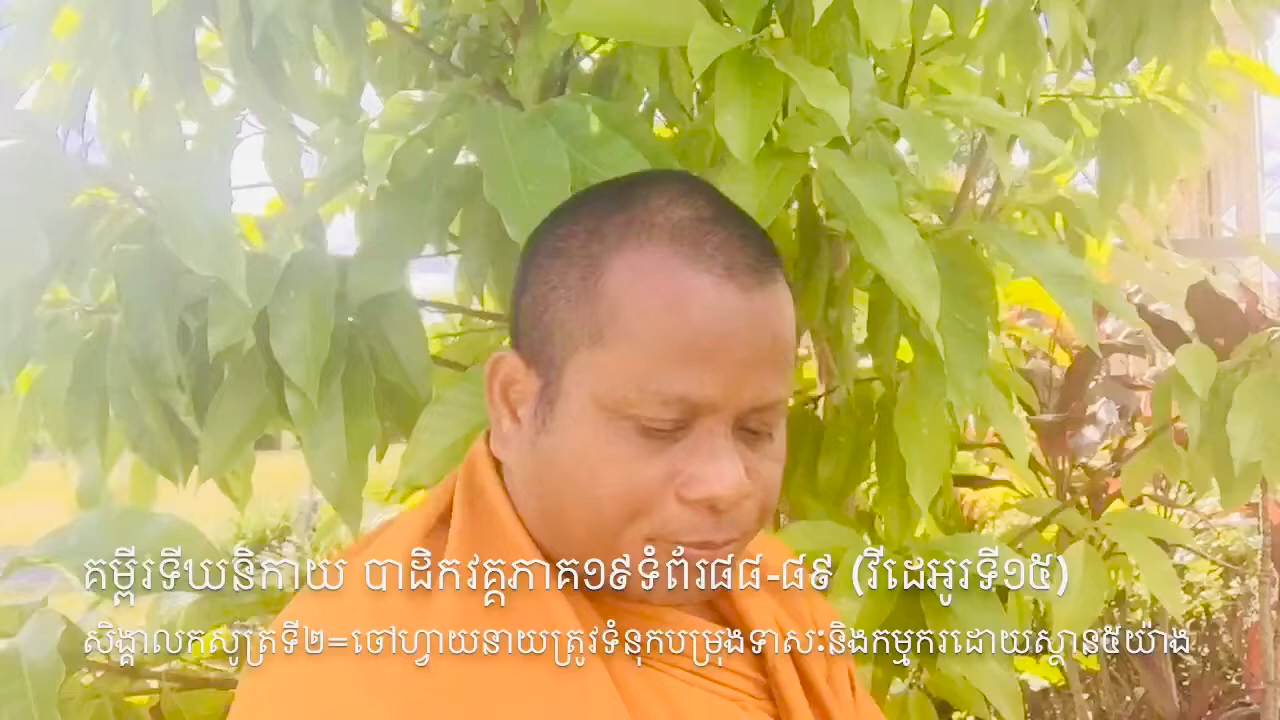 គម្ពីរទីឃនិកាយ បាដិកវគ្គភាគ១៩ទំព័រ៨៨-៨៩ (វីដេអូរទី១៥)
សិង្គាលកសូត្រទី២=ចៅហ្វាយនាយត្រូវទំនុកបម្រុងទាសៈនិងកម្មករដោយស្ថាន៥យ៉ាង